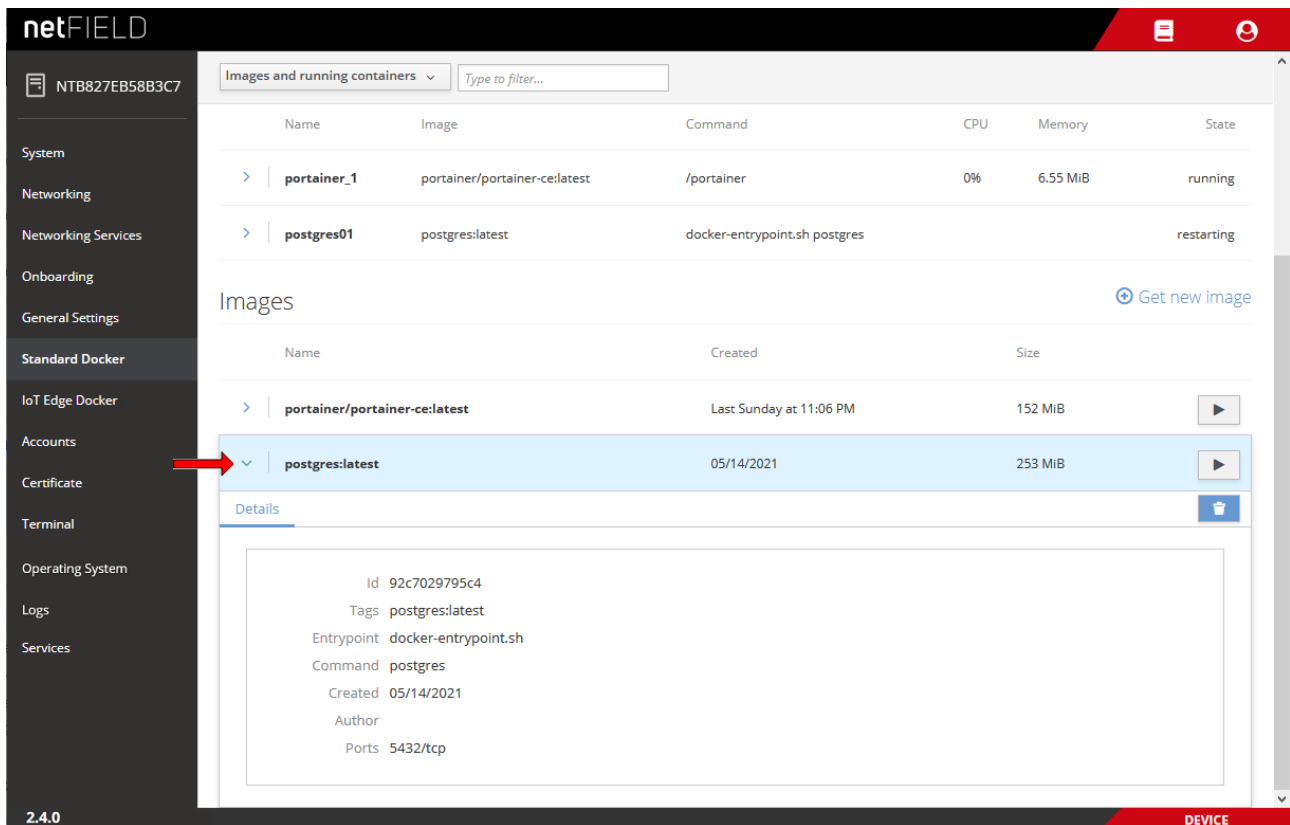 netFIELD
NTB827EB58B3C7
System
Networking
Networking Services
Onboarding
General Settings
Standard Docker
IoT Edge Docker
Accounts
Certificate
Terminal
Operating System
Logs
Services
2.4.0
Images and running containers Type to filter...
Name Image Command CPU Memory State
portainer_1 portainer/portainer-ce:latest /portainer 0% 6.55 MiB running
postgres01 postgres:latest docker-entrypoint.sh postgres restarting
Images Get new image
Name Created Size
portainer/portainer-ce:latest Last Sunday at 11:06 PM 152 MiB
postgres:latest 05/14/2021 253 MiB
Details
Id 92c7029795c4
Tags postgres:latest
Entrypoint docker-entrypoint.sh
Command postgres
Created 05/14/2021
Author
Ports 5432/tcp
DEVICE